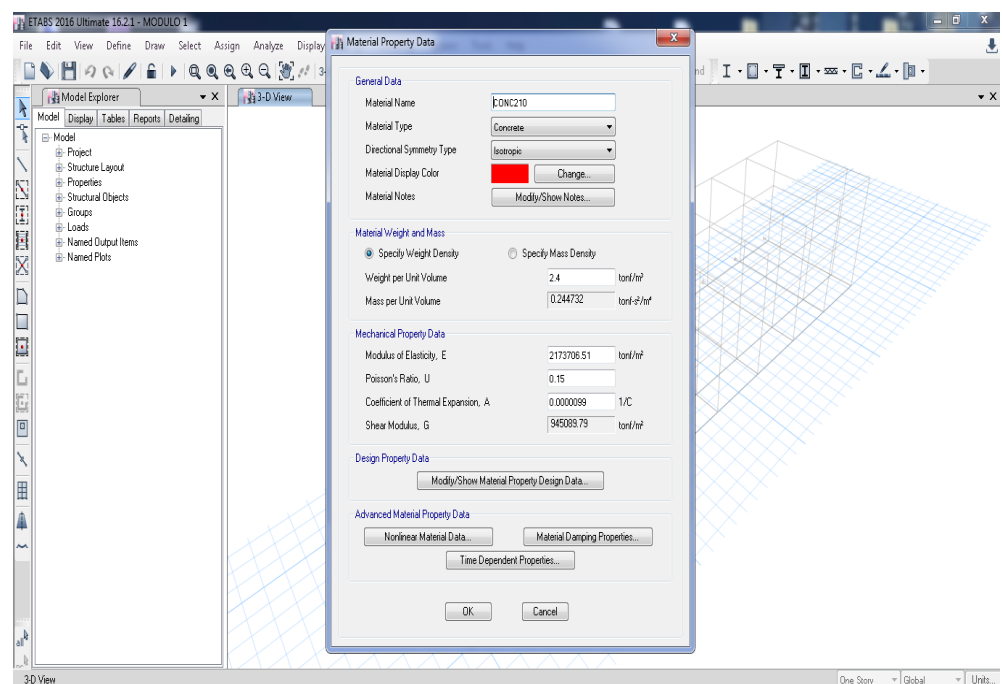 ETABS 2016 Ultimate 16.2.1 - MODULO 1
File Edit View Define Draw Select Assign Analyze Display
Model Explorer
3-D View
Model Display Tables Reports Detailing
Model
Project
Structure Layout
Properties
Structural Objects
Groups
Loads
Named Output Items
Named Plots
Material Property Data
General Data
Material Name CONC210
Material Type Concrete
Directional Symmetry Type Isotropic
Material Display Color Change...
Material Notes Modify/Show Notes...
Material Weight and Mass
Specify Weight Density Specify Mass Density
Weight per Unit Volume 2.4 tonf/m³
Mass per Unit Volume 0.244732 tonf-s²/m⁴
Mechanical Property Data
Modulus of Elasticity, E 2173706.51 tonf/m²
Poisson's Ratio, U 0.15
Coefficient of Thermal Expansion, A 0.0000099 1/C
Shear Modulus, G 945089.79 tonf/m²
Design Property Data
Modify/Show Material Property Design Data...
Advanced Material Property Data
Nonlinear Material Data... Material Damping Properties...
Time Dependent Properties...
OK Cancel
all
3-D View
One Story Global Units...